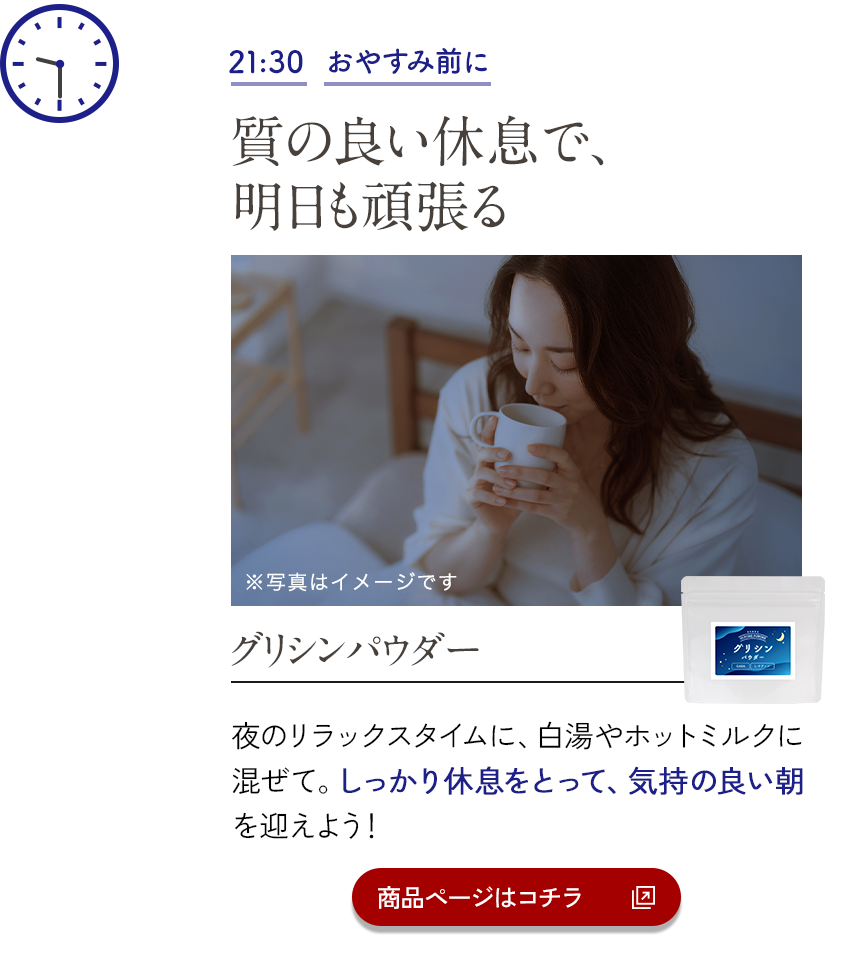 21:30 おやすみ前に
質の良い休息で、
明日も頑張る
※写真はイメージです
グリシンパウダー
グリシン
パウダー
夜のリラックスタイムに、白湯やホットミルクに
混ぜて。しっかり休息をとって、気持の良い朝
を迎えよう！
商品ページはコチラ